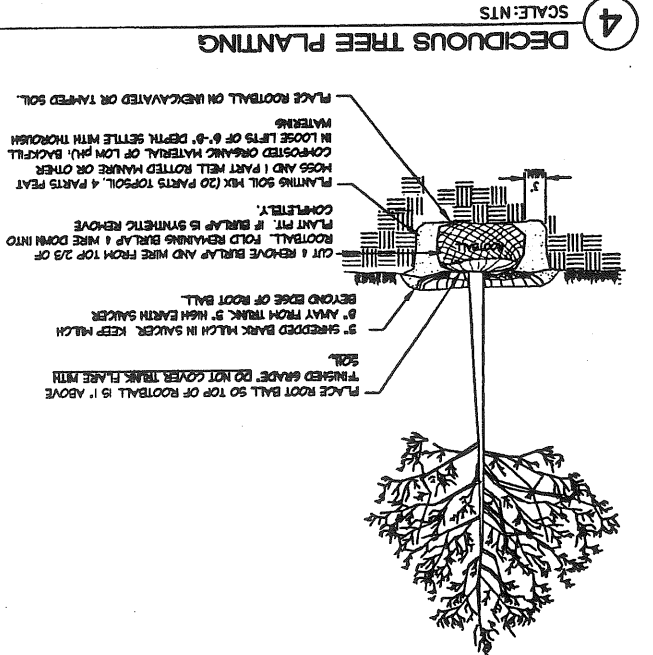 PLACE ROOT BALL SO TOP OF ROOTBALL IS 1" ABOVE
'FINISHED GRADE'. DO NOT COVER TRUNK FLARE WITH
SOIL.
3" SHREDDED BARK MULCH IN SAUCER. KEEP MULCH
8" AWAY FROM TRUNK. 3" HIGH EARTH SAUCER
BEYOND EDGE OF ROOT BALL.
CUT & REMOVE BURLAP AND WIRE FROM TOP 2/3 OF
ROOTBALL. FOLD REMAINING BURLAP & WIRE DOWN INTO
PLANT PIT. IF BURLAP IS SYNTHETIC REMOVE
COMPLETELY.
PLANTING SOIL MIX (20 PARTS TOPSOIL, 4 PARTS PEAT
MOSS AND 1 PART WELL ROTTED MANURE OR OTHER
COMPOSTED ORGANIC MATERIAL OF LOW pH). BACKFILL
IN LOOSE LIFTS OF 6"-8" DEPTH. SETTLE WITH THOROUGH
WATERING
PLACE ROOTBALL ON UNEXCAVATED OR TAMPED SOIL.
ROOTBALL
3'
MIN.
4
DECIDUOUS TREE PLANTING
SCALE: NTS